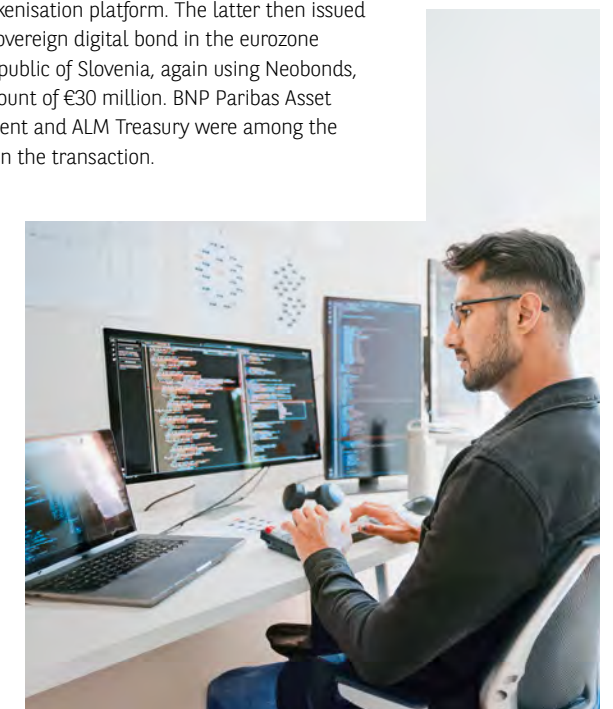 kenisation platform. The latter then issued
overeign digital bond in the eurozone
public of Slovenia, again using Neobonds,
ount of €30 million. BNP Paribas Asset
ent and ALM Treasury were among the
n the transaction.